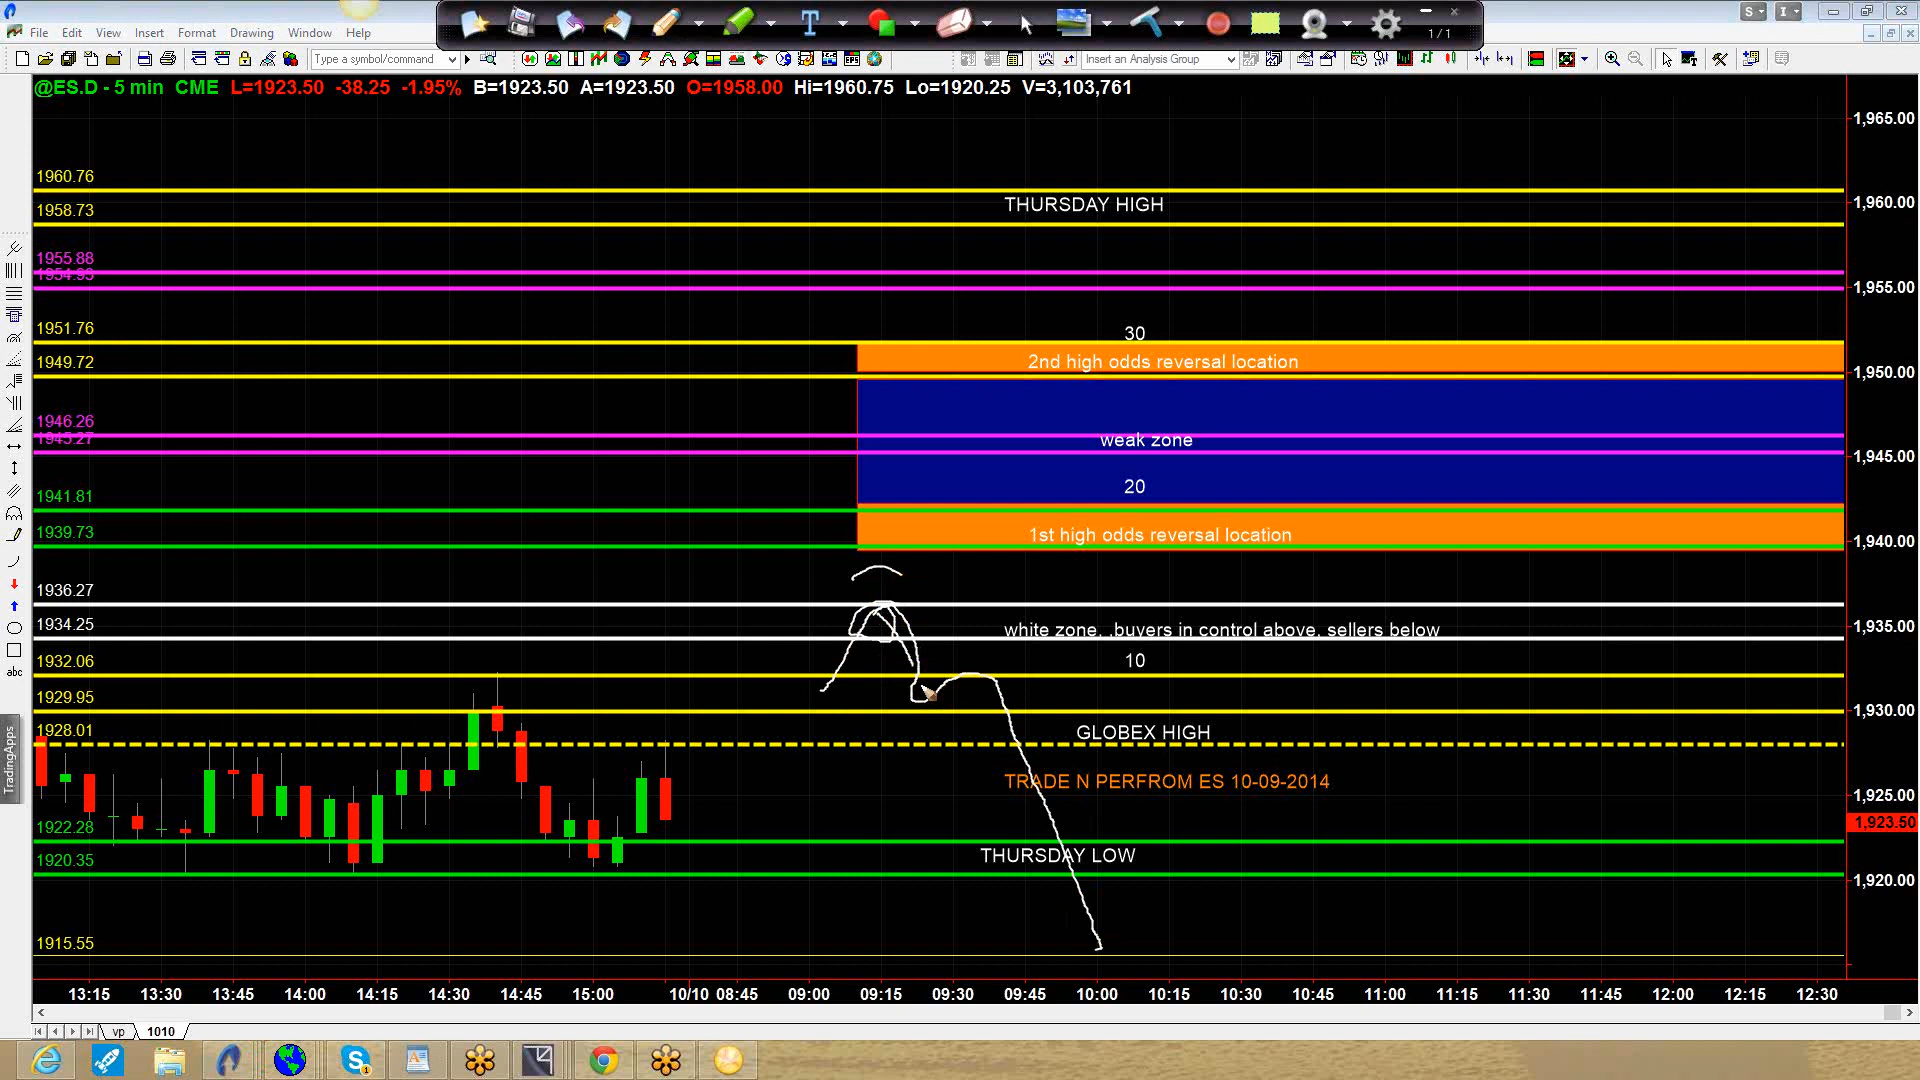 S I
File Edit View Insert Format Drawing Window Help
1 / 1
Type a symbol/command
Insert an Analysis Group
@ES.D - 5 min CME L=1923.50 -38.25 -1.95% B=1923.50 A=1923.50 O=1958.00 Hi=1960.75 Lo=1920.25 V=3,103,761
1,965.00
1960.76
THURSDAY HIGH
1,960.00
1958.73
1955.88
1954.93
1,955.00
1951.76
30
1949.72
2nd high odds reversal location
1,950.00
1946.26
1945.27
weak zone
1,945.00
20
1941.81
1939.73
1st high odds reversal location
1,940.00
1936.27
1934.25
white zone, .buyers in control above, sellers below
1,935.00
1932.06
10
1929.95
1,930.00
1928.01
GLOBEX HIGH
TRADE N PERFROM ES 10-09-2014
1,925.00
1922.28
1,923.50
1920.35
THURSDAY LOW
1,920.00
1915.55
13:15 13:30 13:45 14:00 14:15 14:30 14:45 15:00 10/10 08:45 09:00 09:15 09:30 09:45 10:00 10:15 10:30 10:45 11:00 11:15 11:30 11:45 12:00 12:15 12:30
TradingApps
abc
vp 1010